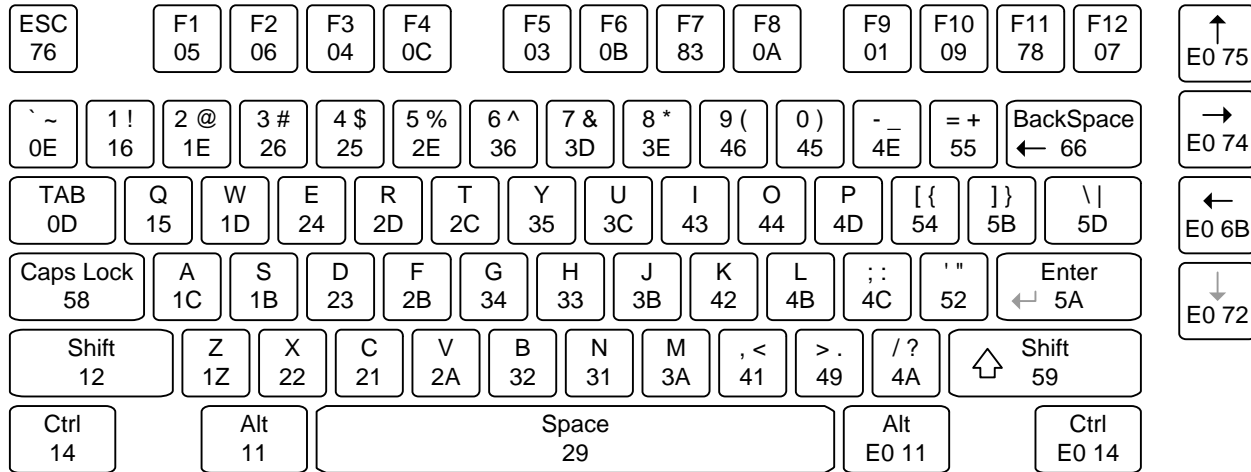 ESC F1 F2 F3 F4 F5 F6 F7 F8 F9 F10 F11 F12 ↑
76 05 06 04 0C 03 0B 83 0A 01 09 78 07 E0 75
` ~ 1 ! 2 @ 3 # 4 $ 5 % 6 ^ 7 & 8 * 9 ( 0 ) - _ = + BackSpace →
0E 16 1E 26 25 2E 36 3D 3E 46 45 4E 55 ← 66 E0 74
TAB Q W E R T Y U I O P [ { ] } \ | ←
0D 15 1D 24 2D 2C 35 3C 43 44 4D 54 5B 5D E0 6B
Caps Lock A S D F G H J K L ; : ' " Enter ↓
58 1C 1B 23 2B 34 33 3B 42 4B 4C 52 ↵ 5A E0 72
Shift Z X C V B N M , < > . / ? ⇧ Shift
12 1Z 22 21 2A 32 31 3A 41 49 4A 59
Ctrl Alt Space Alt Ctrl
14 11 29 E0 11 E0 14